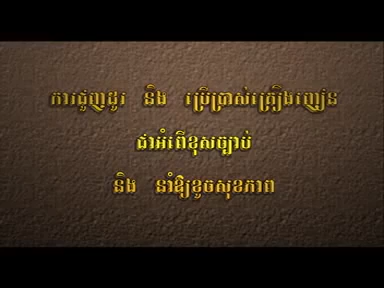 ការជួញដូរ និង ប្រើប្រាស់គ្រឿងញៀន
ជាអំពើខុសច្បាប់
និង នាំឱ្យខូចសុខភាព